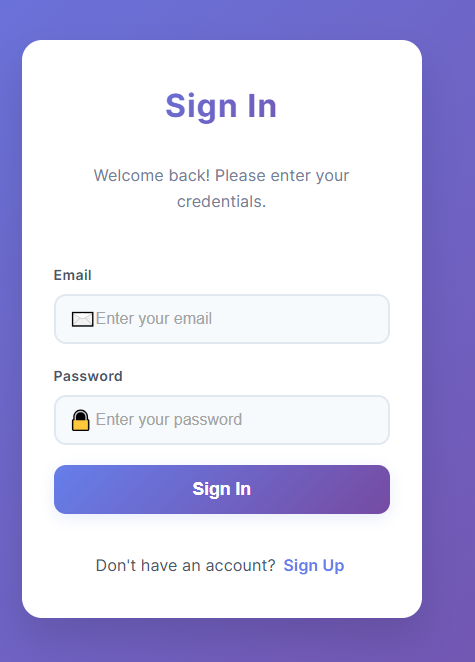 Sign In
Welcome back! Please enter your
credentials.
Email
Enter your email
Password
Enter your password
Sign In
Don't have an account? Sign Up